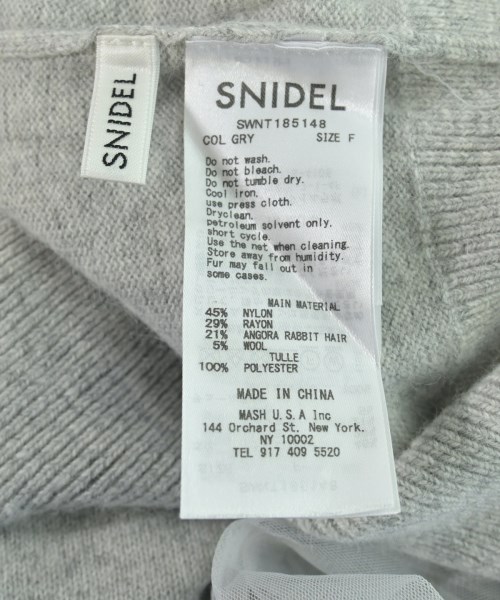 SNIDEL
SNIDEL
SWNT185148
COL GRY SIZE F
Do not wash.
Do not bleach.
Do not tumble dry.
Cool iron.
use press cloth.
Dryclean.
petroleum solvent only.
short cycle.
Use the net when cleaning.
Store away from humidity.
Fur may fall out in
some cases.
MAIN MATERIAL
45% NYLON
29% RAYON
21% ANGORA RABBIT HAIR
5% WOOL
TULLE
100% POLYESTER
MADE IN CHINA
MASH U.S.A Inc
144 Orchard St. New York
NY 10002
TEL 917 409 5520